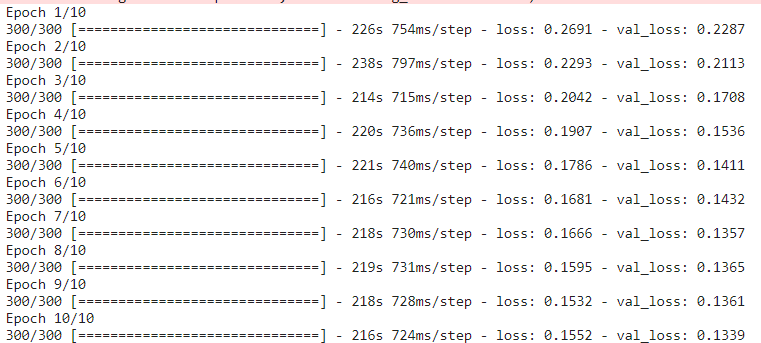 Epoch 1/10
300/300 [==============================] - 226s 754ms/step - loss: 0.2691 - val_loss: 0.2287
Epoch 2/10
300/300 [==============================] - 238s 797ms/step - loss: 0.2293 - val_loss: 0.2113
Epoch 3/10
300/300 [==============================] - 214s 715ms/step - loss: 0.2042 - val_loss: 0.1708
Epoch 4/10
300/300 [==============================] - 220s 736ms/step - loss: 0.1907 - val_loss: 0.1536
Epoch 5/10
300/300 [==============================] - 221s 740ms/step - loss: 0.1786 - val_loss: 0.1411
Epoch 6/10
300/300 [==============================] - 216s 721ms/step - loss: 0.1681 - val_loss: 0.1432
Epoch 7/10
300/300 [==============================] - 218s 730ms/step - loss: 0.1666 - val_loss: 0.1357
Epoch 8/10
300/300 [==============================] - 219s 731ms/step - loss: 0.1595 - val_loss: 0.1365
Epoch 9/10
300/300 [==============================] - 218s 728ms/step - loss: 0.1532 - val_loss: 0.1361
Epoch 10/10
300/300 [==============================] - 216s 724ms/step - loss: 0.1552 - val_loss: 0.1339